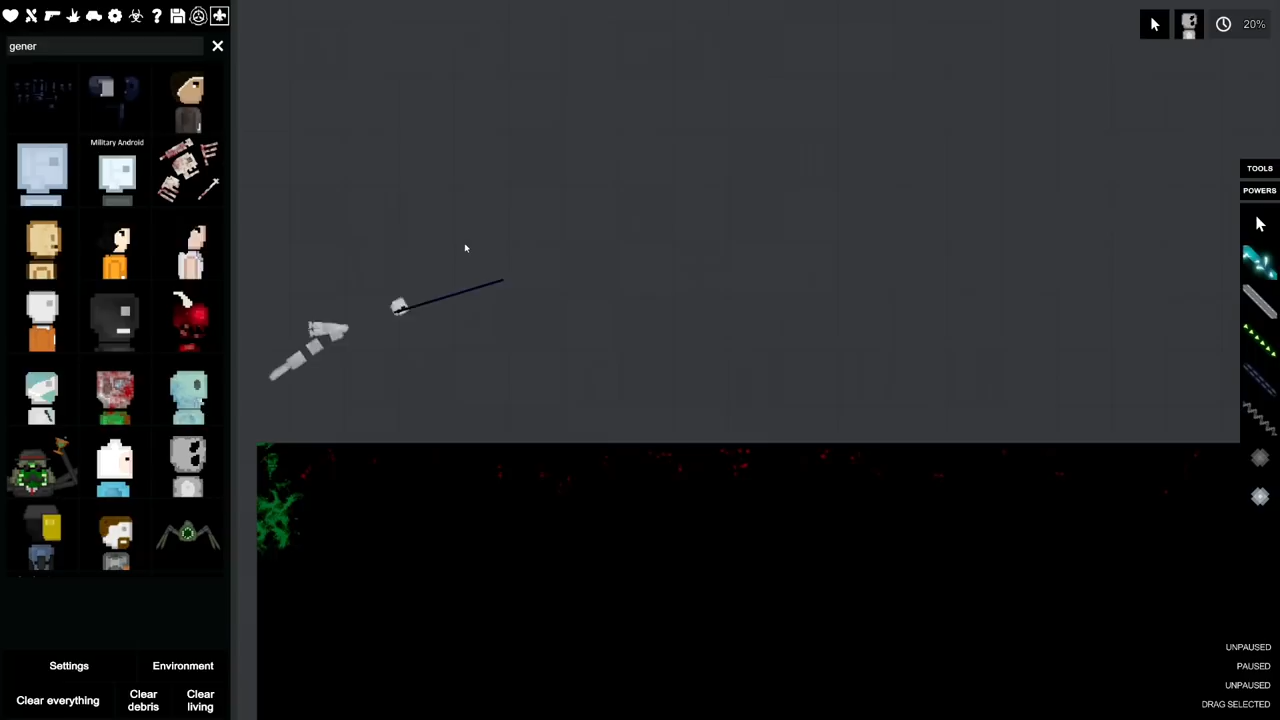 20%
gener
Military Android
TOOLS
POWERS
Settings
Environment
Clear everything
Clear debris
Clear living
UNPAUSED
PAUSED
UNPAUSED
DRAG SELECTED